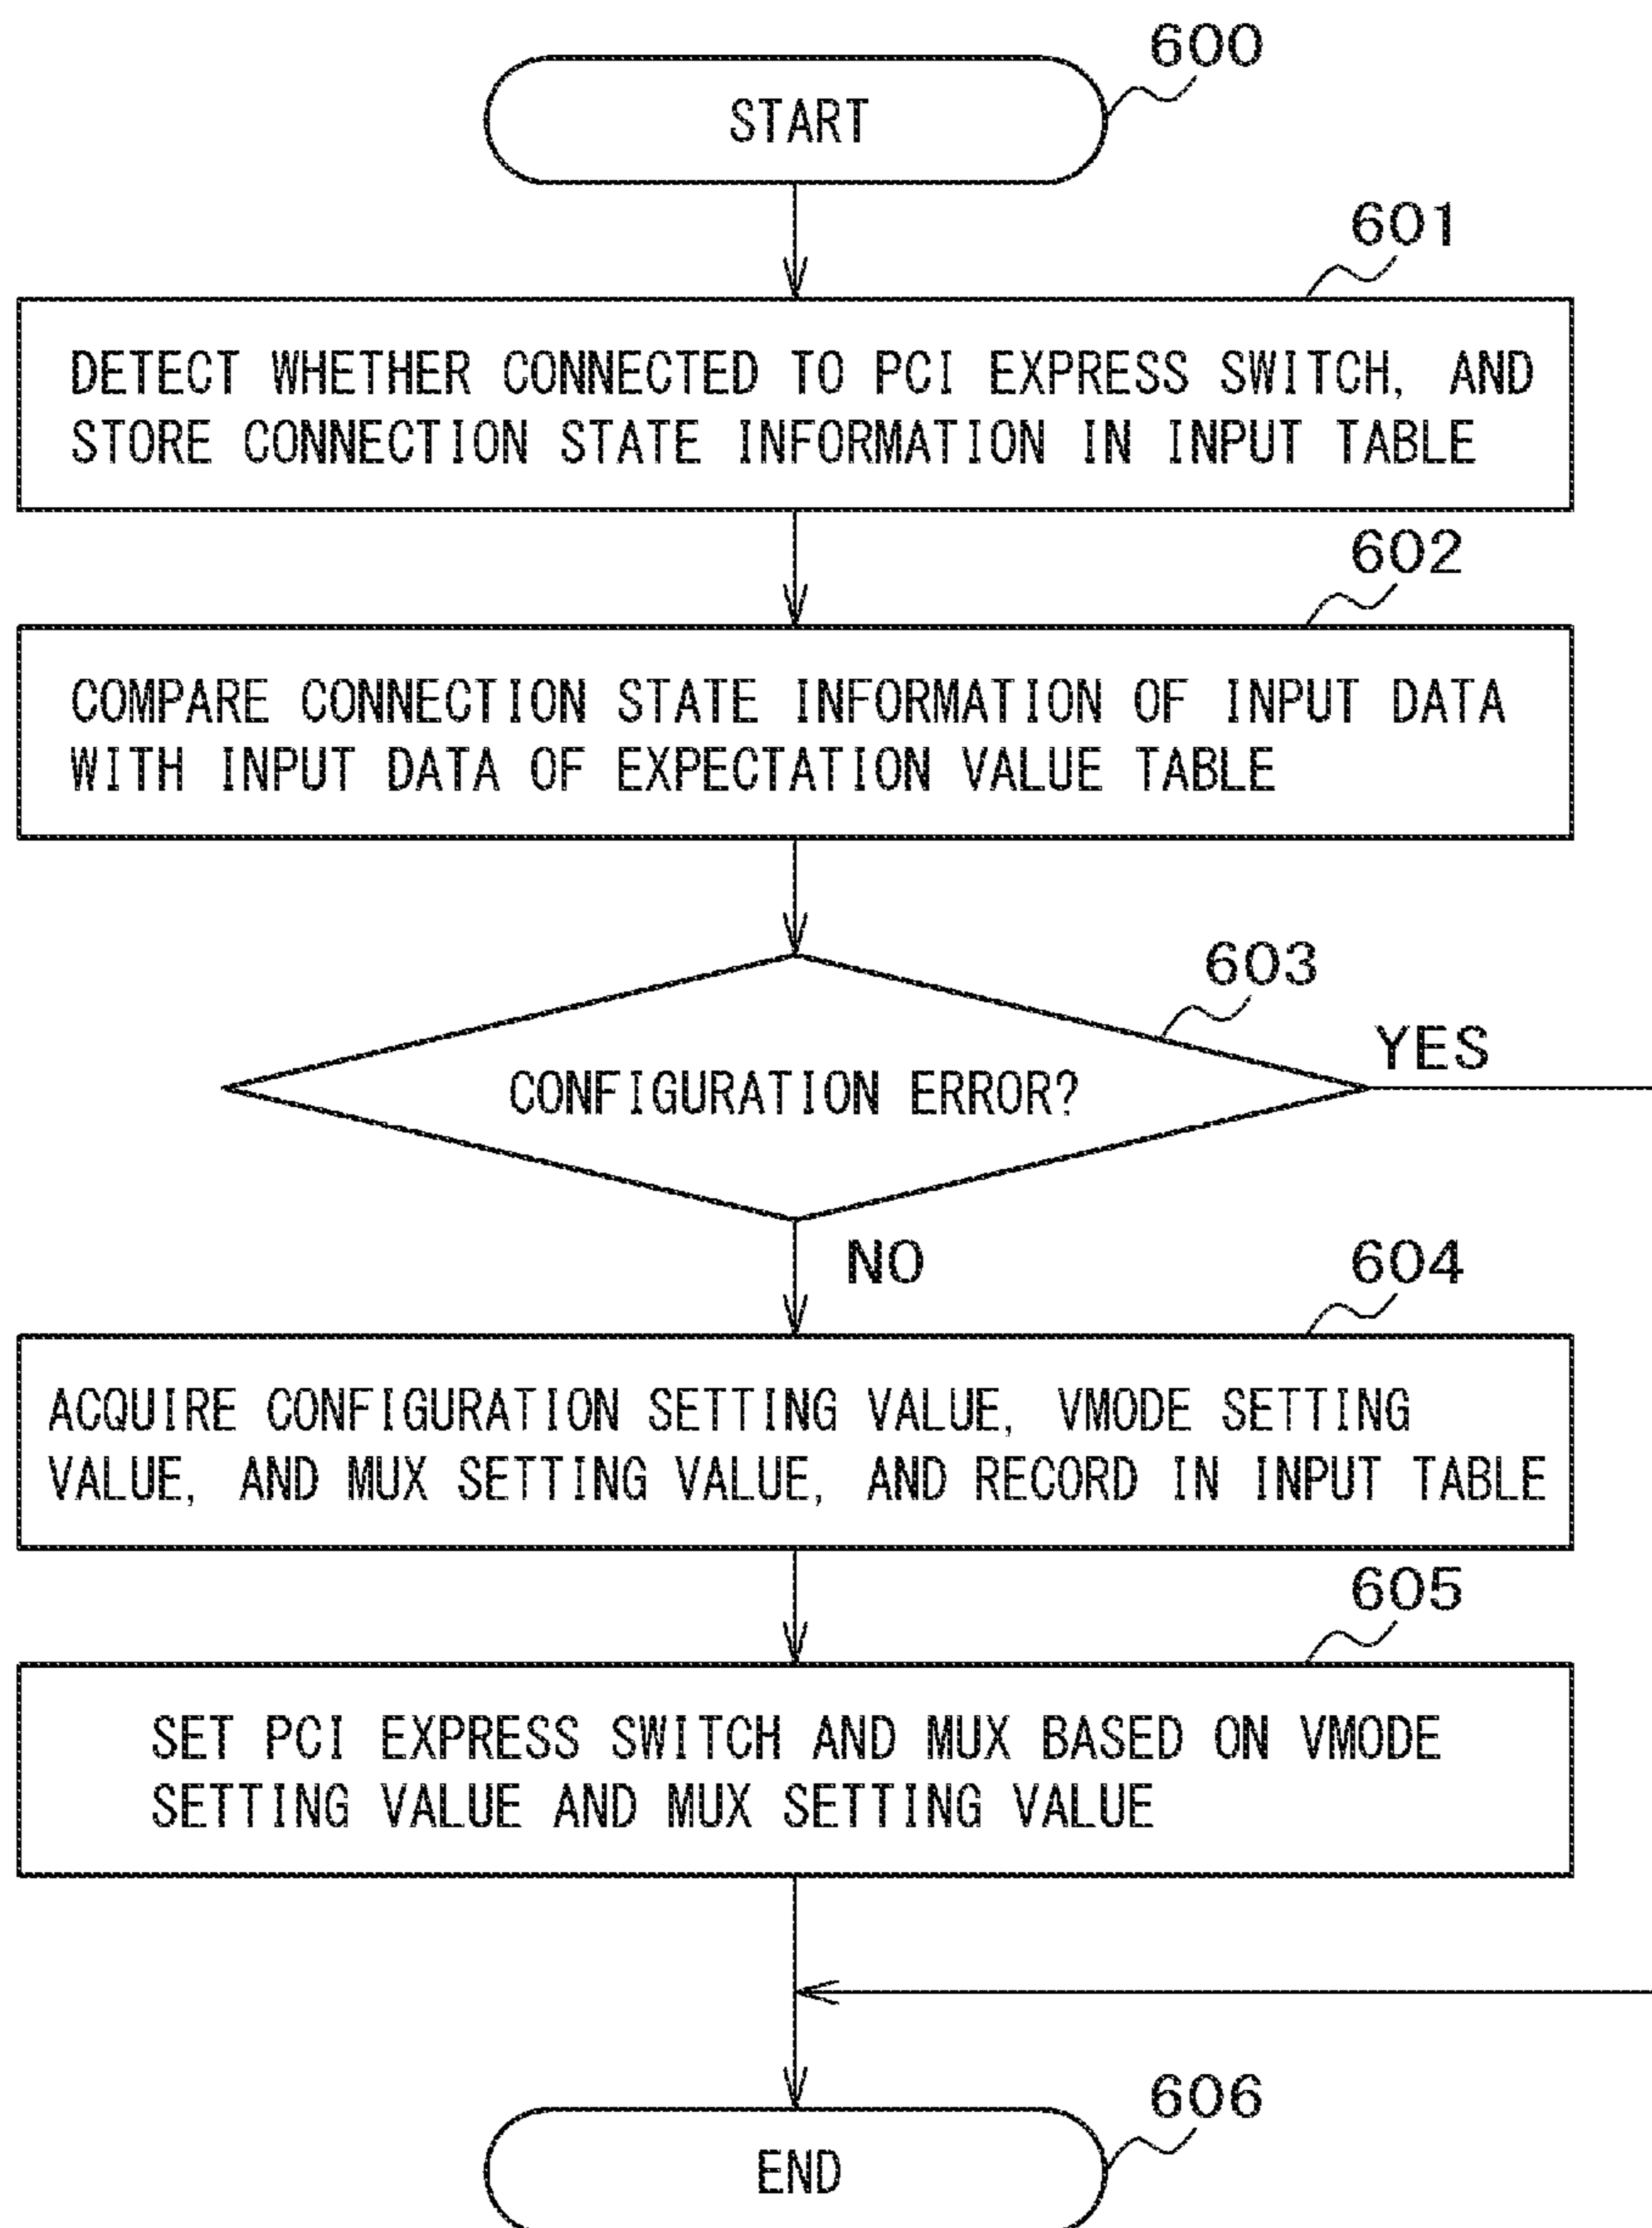 600
START
601
DETECT WHETHER CONNECTED TO PCI EXPRESS SWITCH, AND
STORE CONNECTION STATE INFORMATION IN INPUT TABLE
602
COMPARE CONNECTION STATE INFORMATION OF INPUT DATA
WITH INPUT DATA OF EXPECTATION VALUE TABLE
603
YES
CONFIGURATION ERROR?
NO
604
ACQUIRE CONFIGURATION SETTING VALUE, VMODE SETTING
VALUE, AND MUX SETTING VALUE, AND RECORD IN INPUT TABLE
605
SET PCI EXPRESS SWITCH AND MUX BASED ON VMODE
SETTING VALUE AND MUX SETTING VALUE
606
END